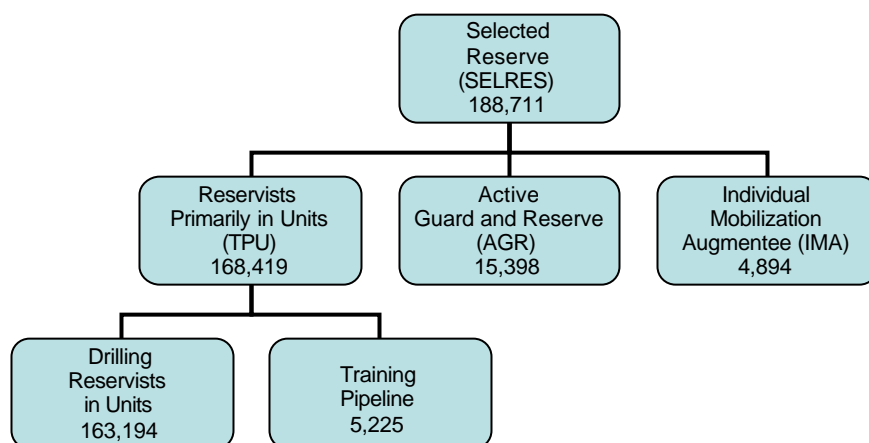 Selected
Reserve
(SELRES)
188,711
Reservists
Primarily in Units
(TPU)
168,419
Active
Guard and Reserve
(AGR)
15,398
Individual
Mobilization
Augmentee (IMA)
4,894
Drilling
Reservists
in Units
163,194
Training
Pipeline
5,225